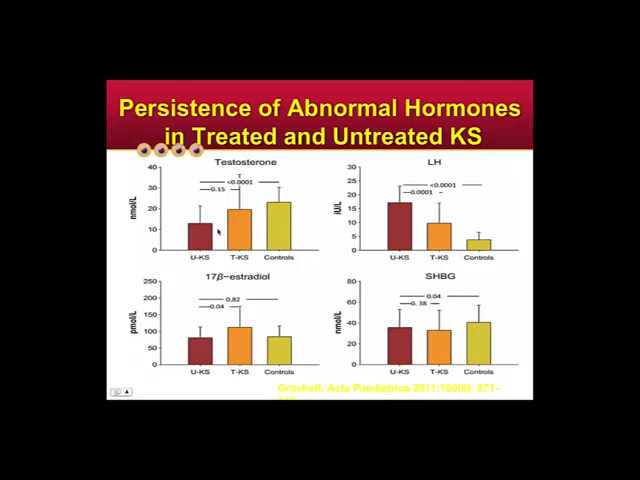 Persistence of Abnormal Hormones
in Treated and Untreated KS
Testosterone
nmol/L
40
30
20
10
0
<0.0001
0.15
U-KS T-KS Controls
LH
iU/L
30
25
20
15
10
5
0
<0.0001
0.0001
U-KS T-KS Controls
17β-estradiol
pmol/L
250
200
150
100
50
0
0.82
0.04
U-KS T-KS Controls
SHBG
nmol/L
80
60
40
20
0
0.04
0.38
U-KS T-KS Controls
Acta Paediatrica 2011:100(6); 871–